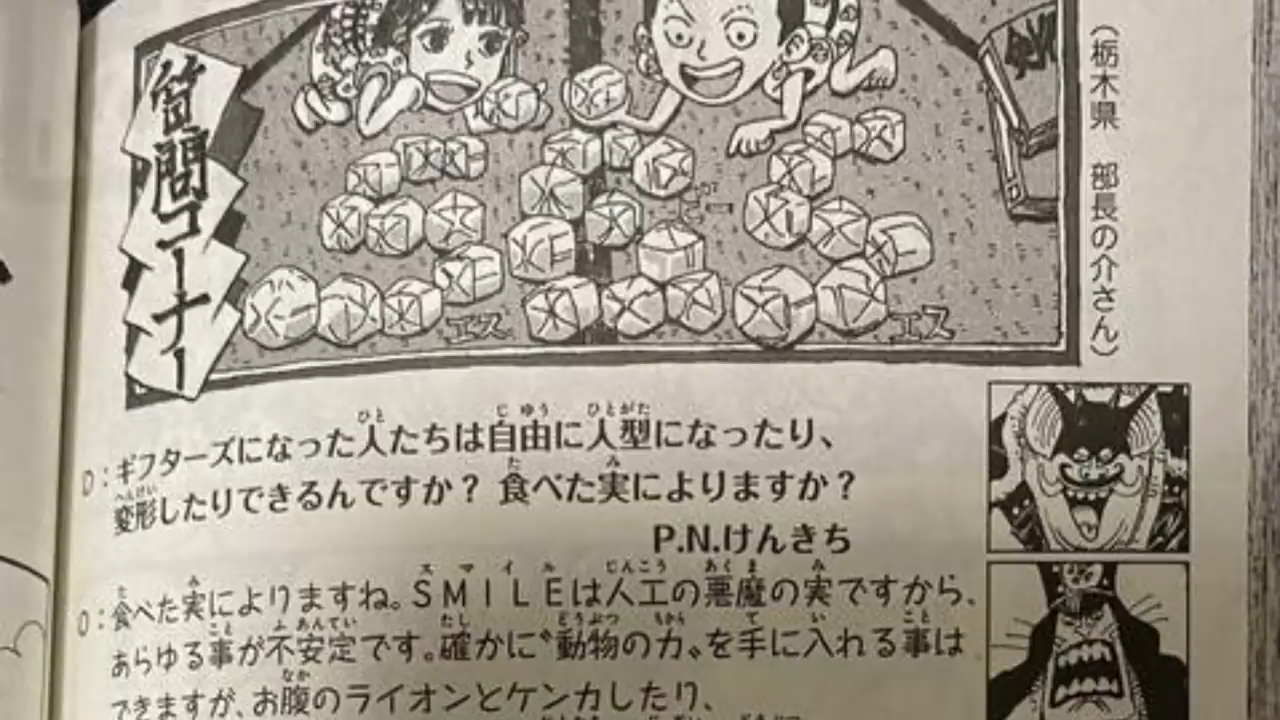 (栃木県 部長の介さん)
質問コーナー
エス
ビー
エス
D:ギフターズになった人たちは自由に人型になったり、
変形したりできるんですか? 食べた実によりますか?
P.N.けんきち
O:食べた実によりますね。SMILEは人工の悪魔の実ですから、
あらゆる事が不安定です。確かに〝動物の力〟を手に入れる事は
できますが、お腹のライオンとケンカしたり、